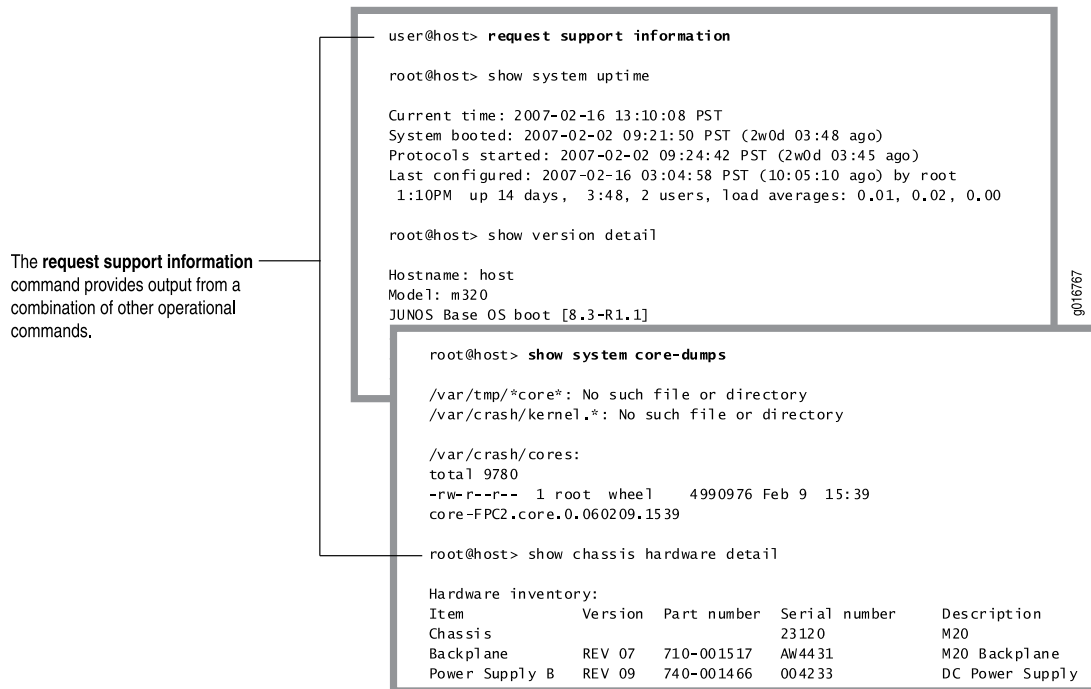 user@host> request support information
root@host> show system uptime
Current time: 2007-02-16 13:10:08 PST
System booted: 2007-02-02 09:21:50 PST (2w0d 03:48 ago)
Protocols started: 2007-02-02 09:24:42 PST (2w0d 03:45 ago)
Last configured: 2007-02-16 03:04:58 PST (10:05:10 ago) by root
1:10PM up 14 days, 3:48, 2 users, load averages: 0.01, 0.02, 0.00
root@host> show version detail
Hostname: host
Model: m320
JUNOS Base OS boot [8.3-R1.1]
The request support information
command provides output from a
combination of other operational
commands.
g016767
root@host> show system core-dumps
/var/tmp/*core*: No such file or directory
/var/crash/kernel.*: No such file or directory
/var/crash/cores:
total 9780
-rw-r--r-- 1 root wheel 4990976 Feb 9 15:39
core-FPC2.core.0.060209.1539
root@host> show chassis hardware detail
Hardware inventory:
Item Version Part number Serial number Description
Chassis 23120 M20
Backplane REV 07 710-001517 AW4431 M20 Backplane
Power Supply B REV 09 740-001466 004233 DC Power Supply